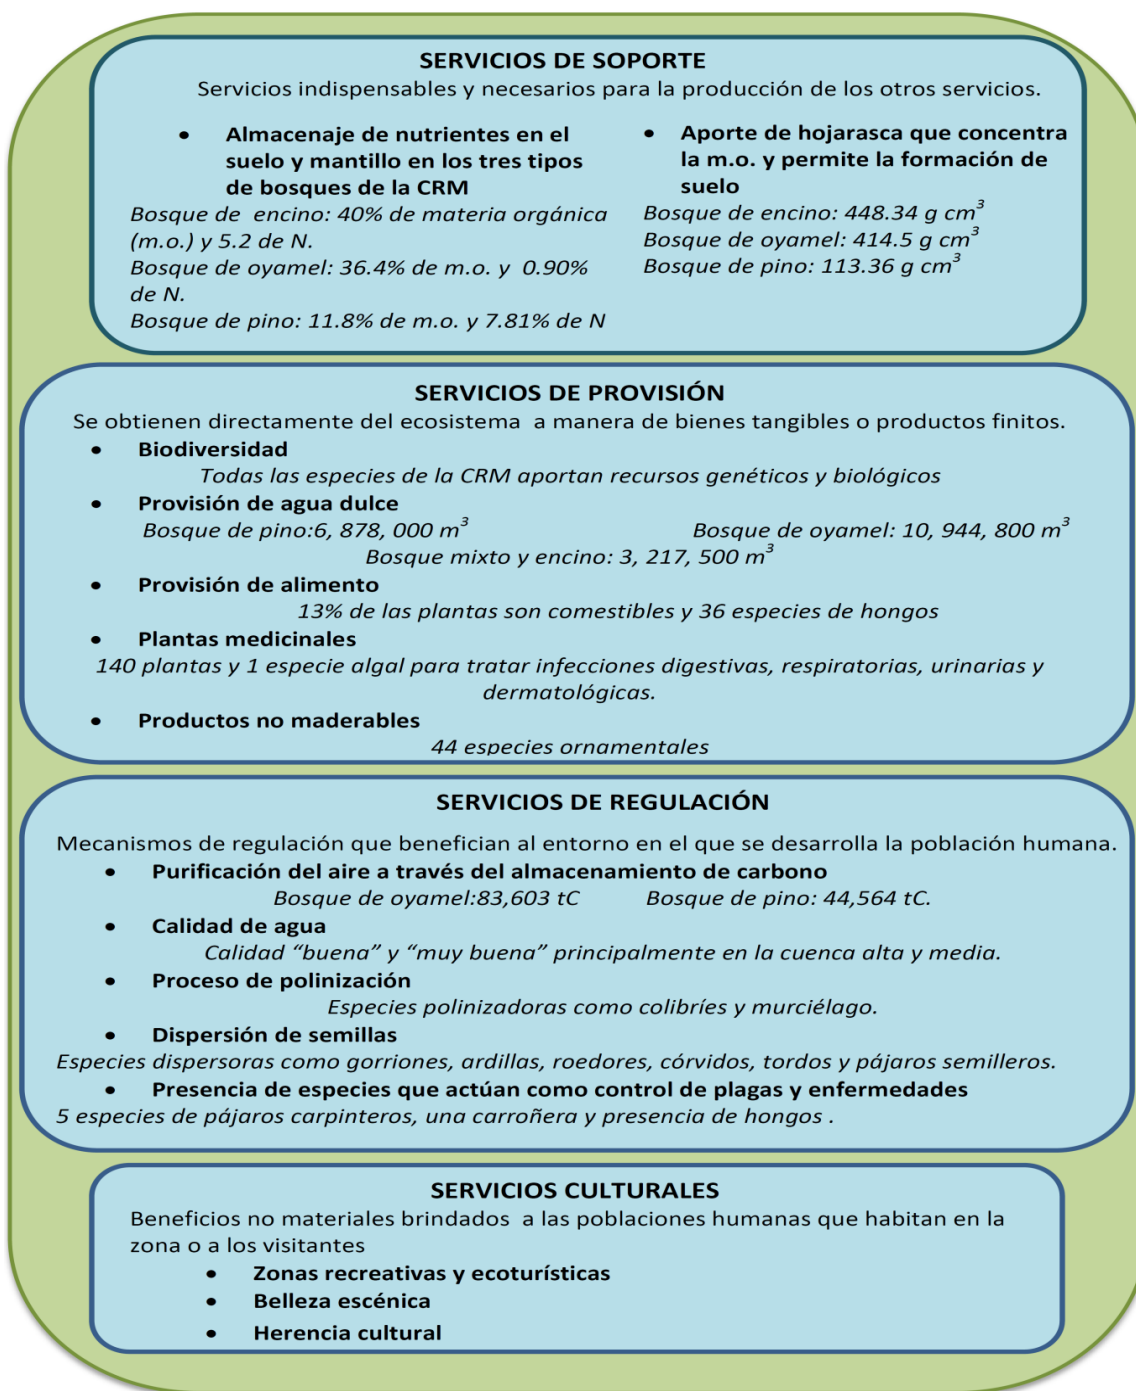 SERVICIOS DE SOPORTE
Servicios indispensables y necesarios para la producción de los otros servicios.
• Almacenaje de nutrientes en el
suelo y mantillo en los tres tipos
de bosques de la CRM
Bosque de encino: 40% de materia orgánica
(m.o.) y 5.2 de N.
Bosque de oyamel: 36.4% de m.o. y 0.90%
de N.
Bosque de pino: 11.8% de m.o. y 7.81% de N
• Aporte de hojarasca que concentra
la m.o. y permite la formación de
suelo
Bosque de encino: 448.34 g cm³
Bosque de oyamel: 414.5 g cm³
Bosque de pino: 113.36 g cm³
SERVICIOS DE PROVISIÓN
Se obtienen directamente del ecosistema a manera de bienes tangibles o productos finitos.
• Biodiversidad
Todas las especies de la CRM aportan recursos genéticos y biológicos
• Provisión de agua dulce
Bosque de pino:6, 878, 000 m³ Bosque de oyamel: 10, 944, 800 m³
Bosque mixto y encino: 3, 217, 500 m³
• Provisión de alimento
13% de las plantas son comestibles y 36 especies de hongos
• Plantas medicinales
140 plantas y 1 especie algal para tratar infecciones digestivas, respiratorias, urinarias y
dermatológicas.
• Productos no maderables
44 especies ornamentales
SERVICIOS DE REGULACIÓN
Mecanismos de regulación que benefician al entorno en el que se desarrolla la población humana.
• Purificación del aire a través del almacenamiento de carbono
Bosque de oyamel:83,603 tC Bosque de pino: 44,564 tC.
• Calidad de agua
Calidad “buena” y “muy buena” principalmente en la cuenca alta y media.
• Proceso de polinización
Especies polinizadoras como colibríes y murciélago.
• Dispersión de semillas
Especies dispersoras como gorriones, ardillas, roedores, córvidos, tordos y pájaros semilleros.
• Presencia de especies que actúan como control de plagas y enfermedades
5 especies de pájaros carpinteros, una carroñera y presencia de hongos .
SERVICIOS CULTURALES
Beneficios no materiales brindados a las poblaciones humanas que habitan en la
zona o a los visitantes
• Zonas recreativas y ecoturísticas
• Belleza escénica
• Herencia cultural